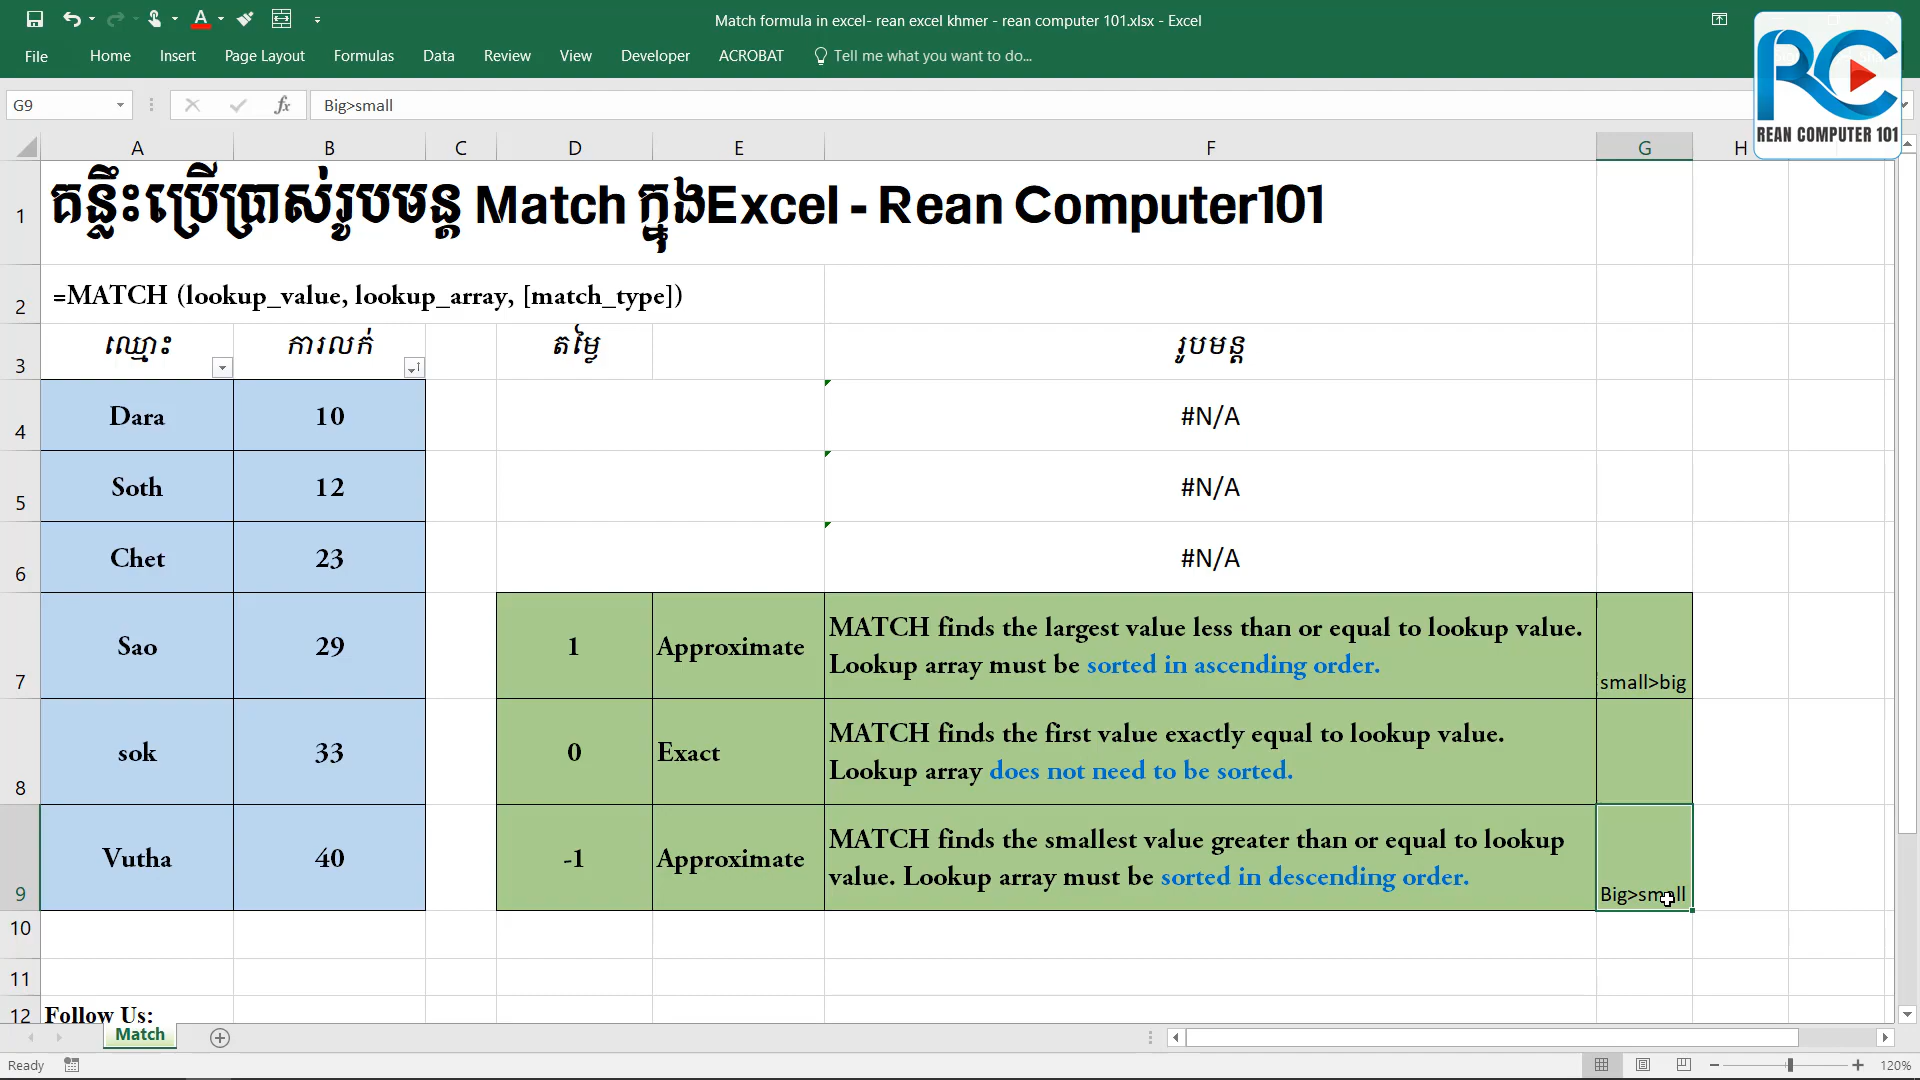 Match formula in excel- rean excel khmer - rean computer 101.xlsx - Excel
File Home Insert Page Layout Formulas Data Review View Developer ACROBAT Tell me what you want to do...
RC
REAN COMPUTER 101
G9 fx Big>small
A B C D E F G H
1 គន្លឹះប្រើប្រាស់រូបមន្ត Match ក្នុងExcel - Rean Computer101
2 =MATCH (lookup_value, lookup_array, [match_type])
3 ឈ្មោះ ការលក់ តម្លៃ រូបមន្ត
4 Dara 10 #N/A
5 Soth 12 #N/A
6 Chet 23 #N/A
7 Sao 29 1 Approximate MATCH finds the largest value less than or equal to lookup value.
Lookup array must be sorted in ascending order.
small>big
8 sok 33 0 Exact MATCH finds the first value exactly equal to lookup value.
Lookup array does not need to be sorted.
9 Vutha 40 -1 Approximate MATCH finds the smallest value greater than or equal to lookup
value. Lookup array must be sorted in descending order.
Big>small
10
11
12 Follow Us:
Match
Ready 120%